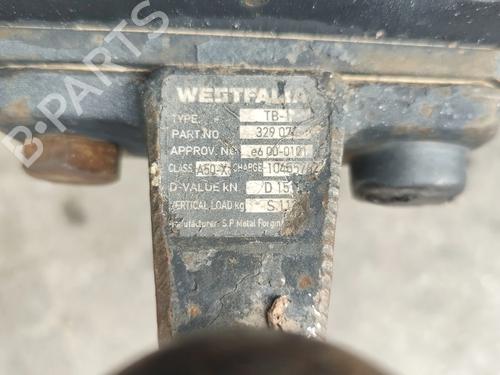 B-PARTS
WESTFALIA
TYPE. TB-
PART.NO 329 07
APPROV. NO e6 00-0101
CLASS A50-X CHARGE
D-VALUE kN D 15
VERTICAL LOAD kg S
Manufacturer: S.P. Metal Forgin